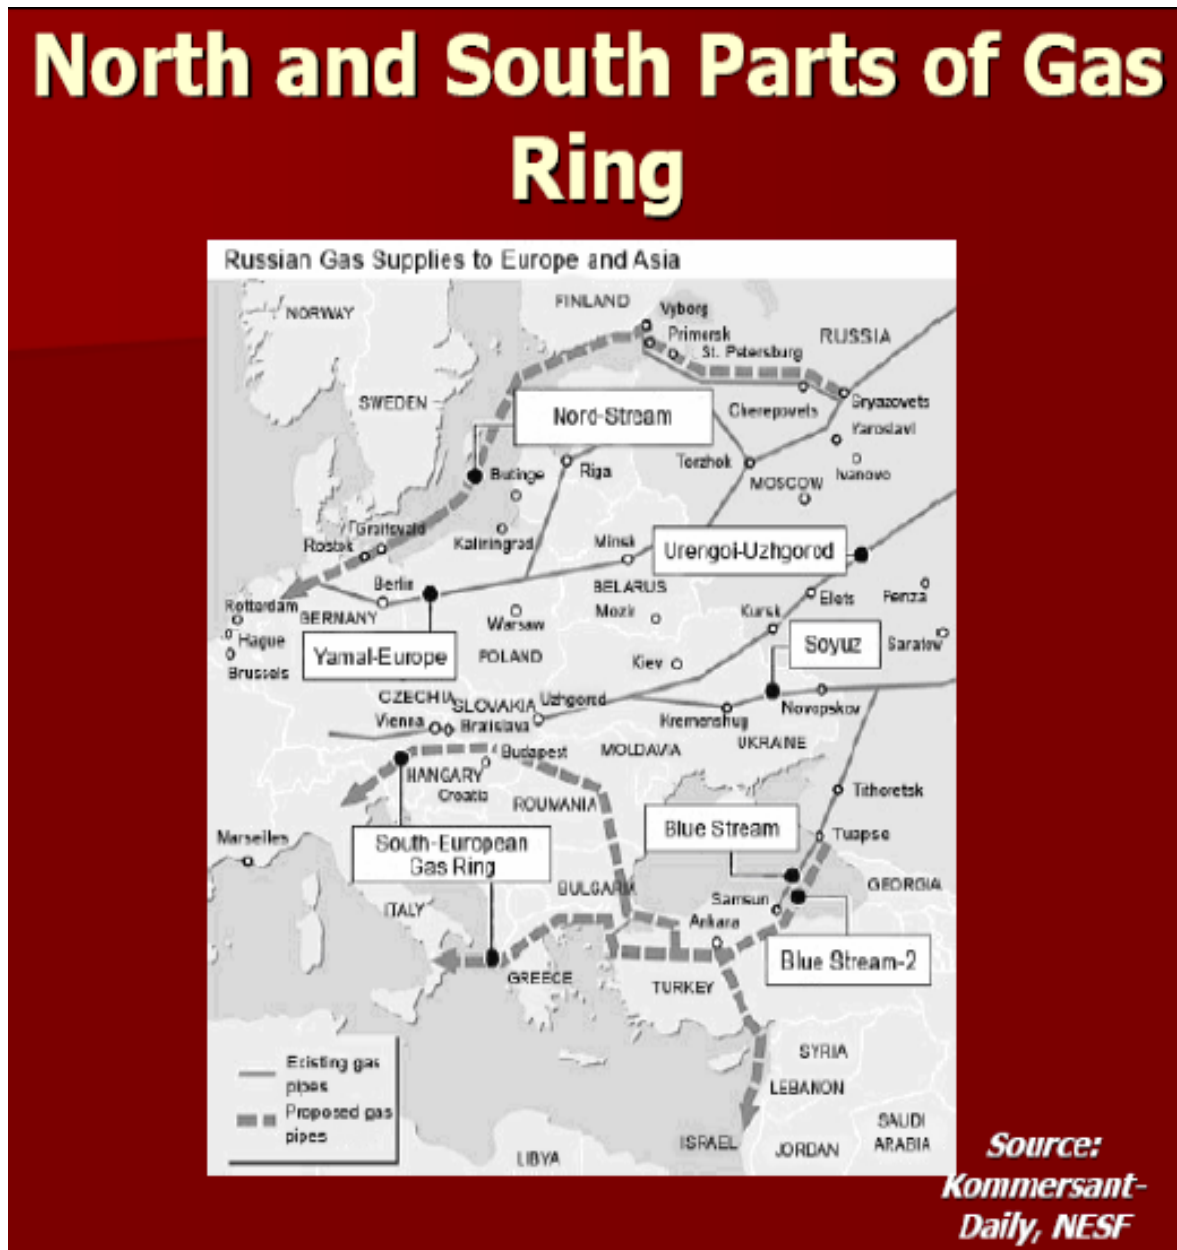 North and South Parts of Gas
Ring
Russian Gas Supplies to Europe and Asia
FINLAND
NORWAY
Vyborg
Primersk
RUSSIA
St. Petersburg
SWEDEN
Nord-Stream
Cherepovets
Gryazovets
Yaroslavl
Butinge
Riga
Torzhok
Ivanovo
MOSCOW
Graifsvald
Rostok
Kaliningrad
Minsk
Urengoi-Uzhgorod
Berlin
BELARUS
Elets
Penza
Rotterdam
GERMANY
Warsaw
Mozir
Kursk
Hague
Yamal-Europe
POLAND
Kiev
Soyuz
Saratov
Brussels
CZECHIA
SLOVAKIA
Uzhgorod
Vienna
Bratislava
Kremenshug
Novopskov
Budapest
MOLDAVIA
UKRAINE
HANGARY
Croatia
ROUMANIA
Tithoretsk
Marseilles
South-European
Gas Ring
Blue Stream
Tuapse
BULGARIA
GEORGIA
ITALY
Samsun
Ankara
Blue Stream-2
GREECE
TURKEY
Existing gas
pipes
Proposed gas
pipes
SYRIA
LEBANON
ISRAEL
JORDAN
SAUDI
ARABIA
LIBYA
Source:
Kommersant-
Daily, NESF